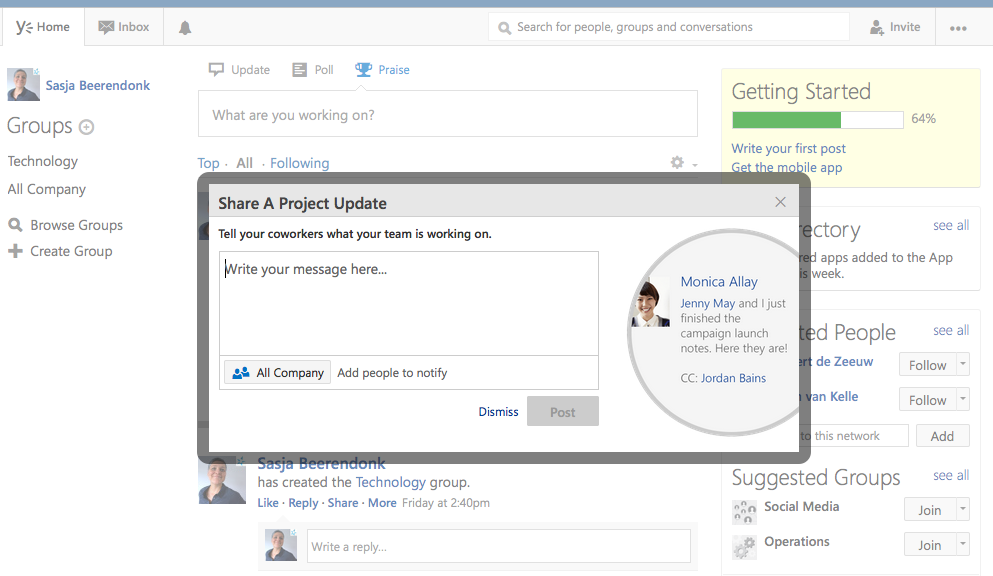 Home
Inbox
Search for people, groups and conversations
Invite
Sasja Beerendonk
Groups
Technology
All Company
Browse Groups
Create Group
Update
Poll
Praise
What are you working on?
Top · All · Following
Share A Project Update
Tell your coworkers what your team is working on.
Write your message here...
All Company
Add people to notify
Dismiss
Post
Monica Allay
Jenny May and I just
finished the
campaign launch
notes. Here they are!
CC: Jordan Bains
Sasja Beerendonk
has created the Technology group.
Like · Reply · Share · More Friday at 2:40pm
Write a reply...
Getting Started
64%
Write your first post
Get the mobile app
see all
added to the App
week.
People
see all
de Zeeuw
Follow
van Kelle
Follow
to this network
Add
Suggested Groups
see all
Social Media
Join
Operations
Join